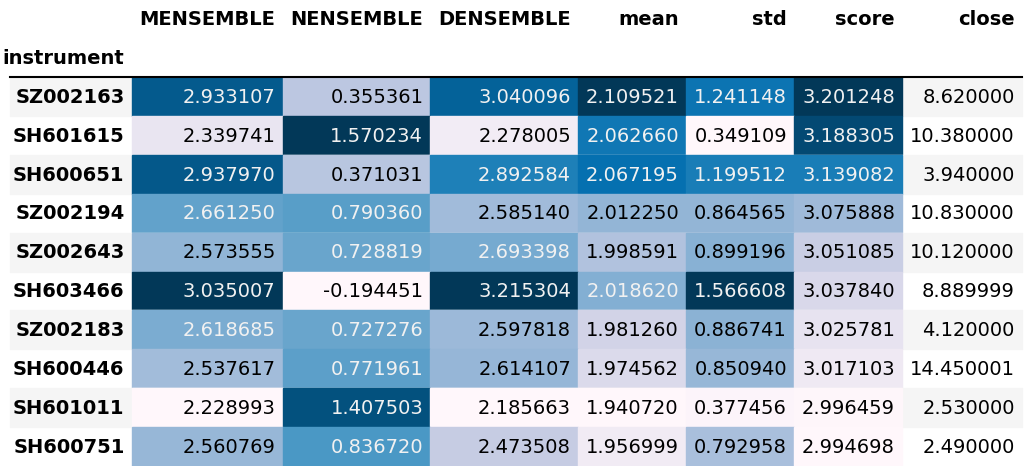 MENSEMBLE NENSEMBLE DENSEMBLE mean std score close
instrument
SZ002163 2.933107 0.355361 3.040096 2.109521 1.241148 3.201248 8.620000
SH601615 2.339741 1.570234 2.278005 2.062660 0.349109 3.188305 10.380000
SH600651 2.937970 0.371031 2.892584 2.067195 1.199512 3.139082 3.940000
SZ002194 2.661250 0.790360 2.585140 2.012250 0.864565 3.075888 10.830000
SZ002643 2.573555 0.728819 2.693398 1.998591 0.899196 3.051085 10.120000
SH603466 3.035007 -0.194451 3.215304 2.018620 1.566608 3.037840 8.889999
SZ002183 2.618685 0.727276 2.597818 1.981260 0.886741 3.025781 4.120000
SH600446 2.537617 0.771961 2.614107 1.974562 0.850940 3.017103 14.450001
SH601011 2.228993 1.407503 2.185663 1.940720 0.377456 2.996459 2.530000
SH600751 2.560769 0.836720 2.473508 1.956999 0.792958 2.994698 2.490000